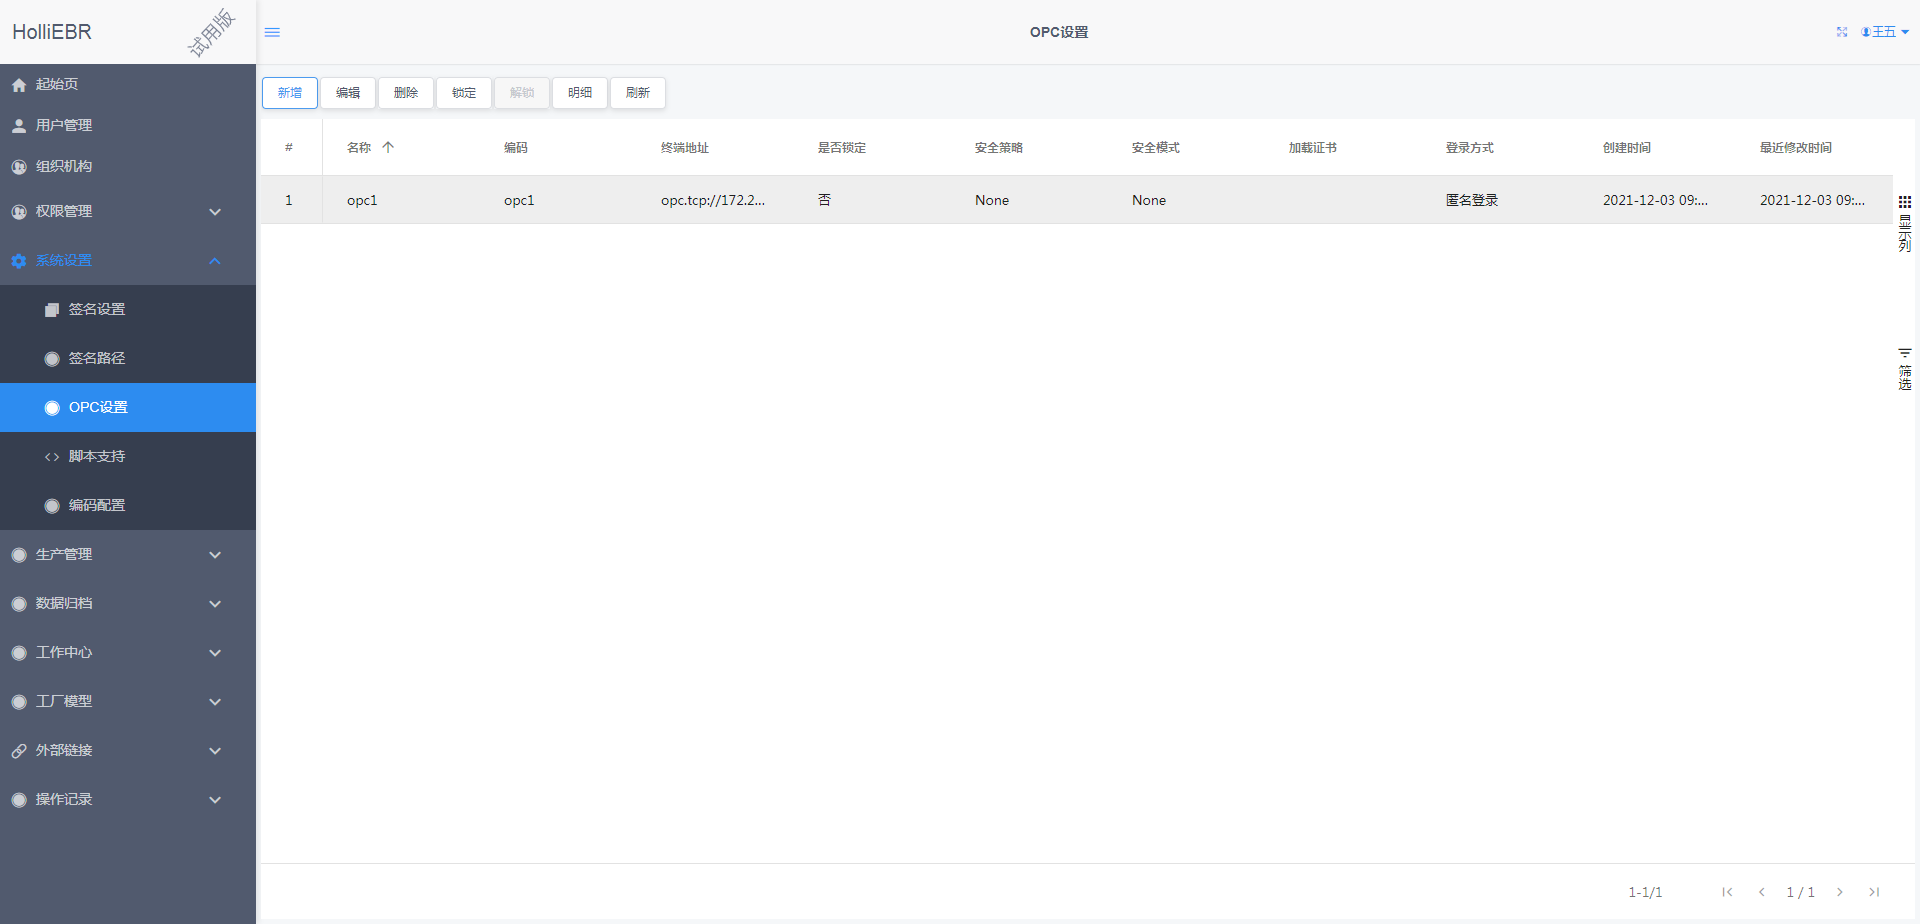 HolliEBR
试用版
OPC设置
王五
起始页
用户管理
组织机构
权限管理
系统设置
签名设置
签名路径
OPC设置
脚本支持
编码配置
生产管理
数据归档
工作中心
工厂模型
外部链接
操作记录
新增 编辑 删除 锁定 解锁 明细 刷新
# 名称 编码 终端地址 是否锁定 安全策略 安全模式 加载证书 登录方式 创建时间 最近修改时间
1 opc1 opc1 opc.tcp://172.2... 否 None None 匿名登录 2021-12-03 09:... 2021-12-03 09:...
显示列
筛选
1-1/1 1 / 1